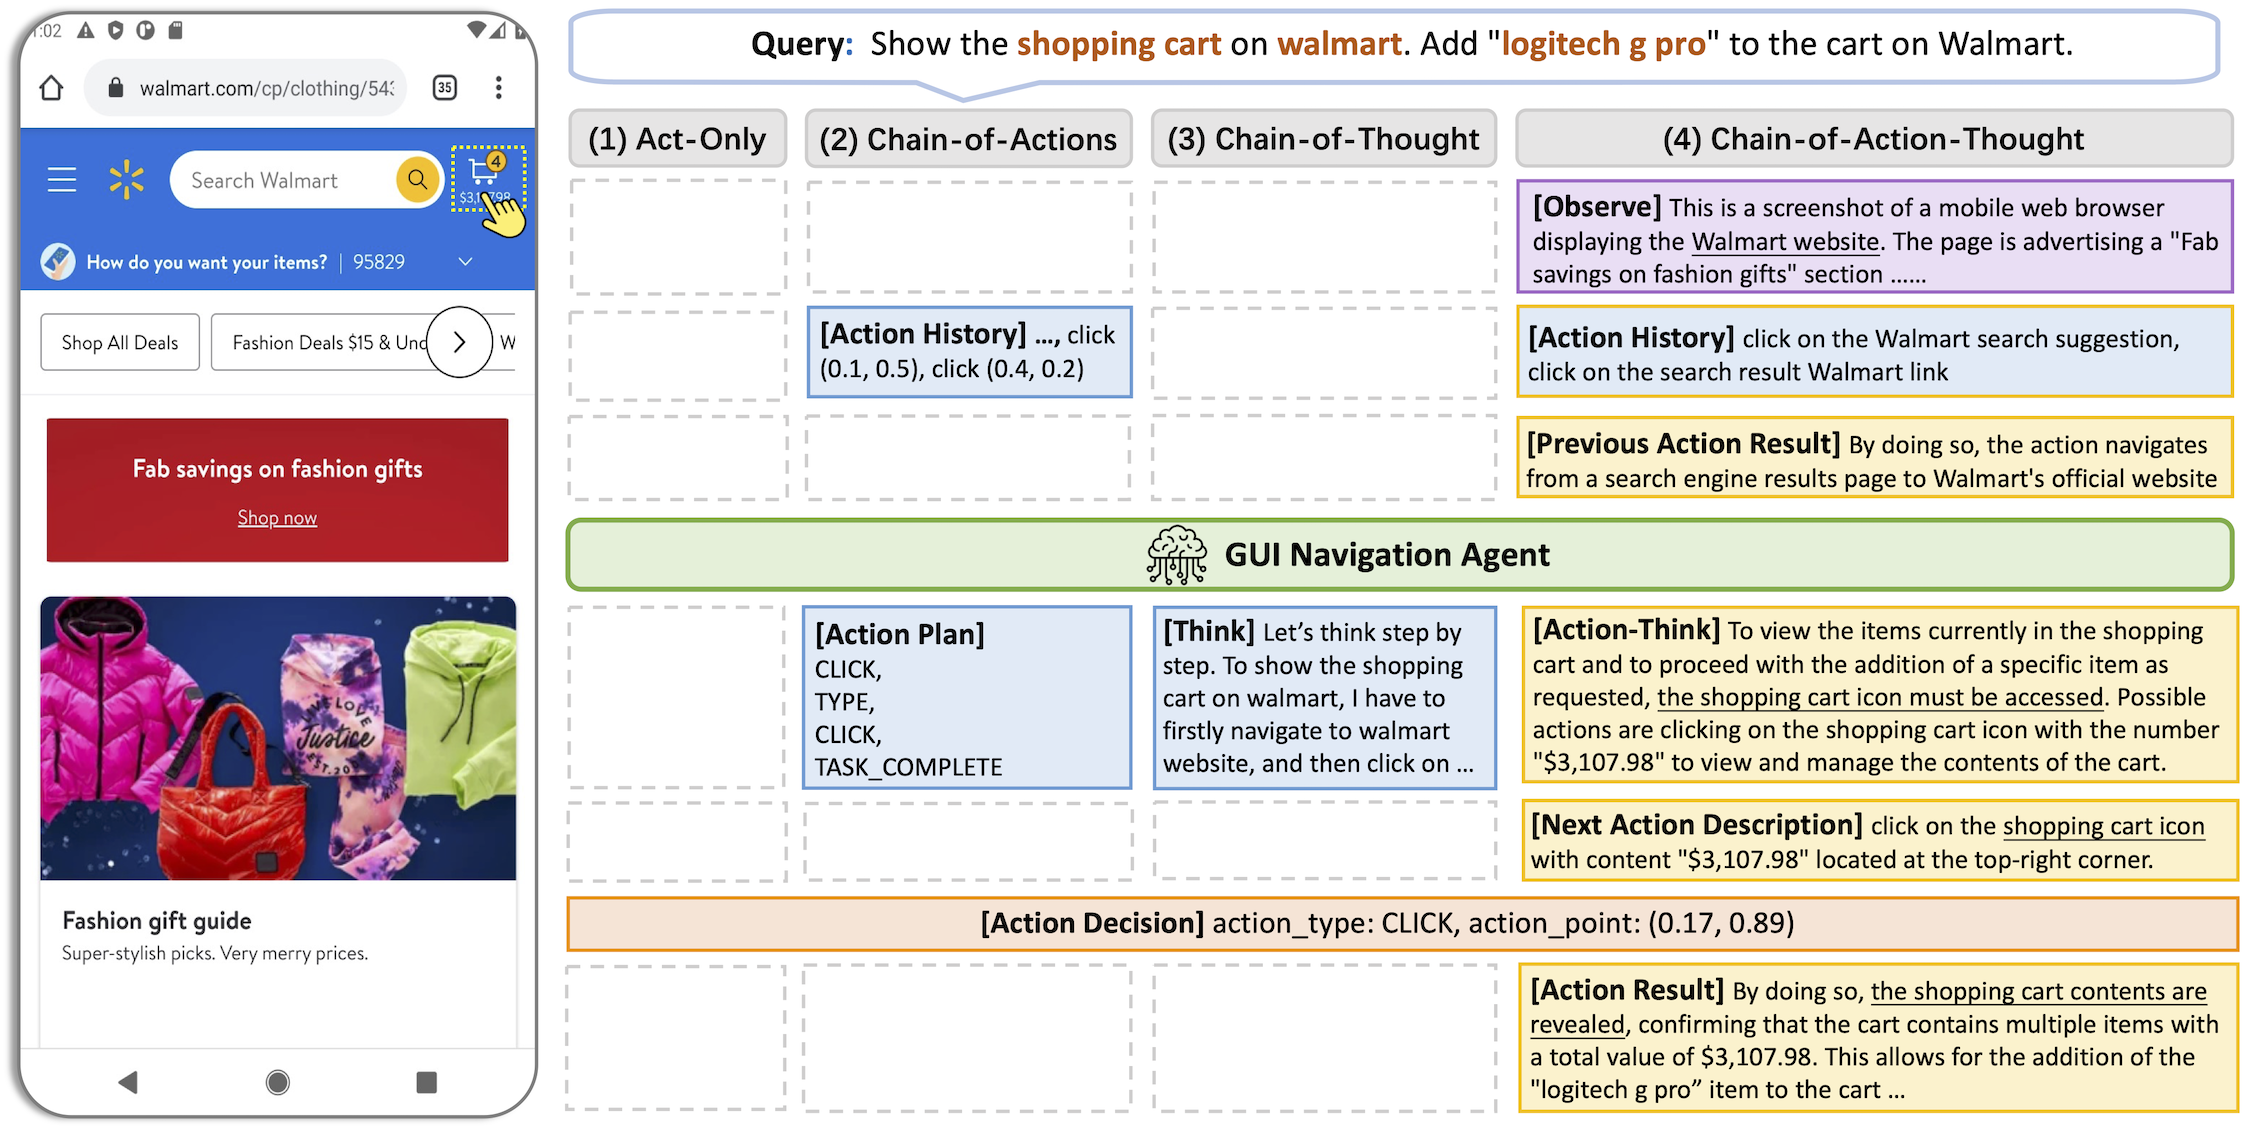 1:02
walmart.com/cp/clothing/543
35
Search Walmart
4
How do you want your items? | 95829
Shop All Deals
Fashion Deals $15 & Und
W
Fab savings on fashion gifts
Shop now
LIVE LOVE
Justice
EST.20
Fashion gift guide
Super-stylish picks. Very merry prices.
Query: Show the shopping cart on walmart. Add "logitech g pro" to the cart on Walmart.
(1) Act-Only
(2) Chain-of-Actions
(3) Chain-of-Thought
(4) Chain-of-Action-Thought
[Observe] This is a screenshot of a mobile web browser
displaying the Walmart website. The page is advertising a "Fab
savings on fashion gifts" section ......
[Action History] ..., click
(0.1, 0.5), click (0.4, 0.2)
[Action History] click on the Walmart search suggestion,
click on the search result Walmart link
[Previous Action Result] By doing so, the action navigates
from a search engine results page to Walmart's official website
GUI Navigation Agent
[Action Plan]
CLICK,
TYPE,
CLICK,
TASK_COMPLETE
[Think] Let's think step by
step. To show the shopping
cart on walmart, I have to
firstly navigate to walmart
website, and then click on ...
[Action-Think] To view the items currently in the shopping
cart and to proceed with the addition of a specific item as
requested, the shopping cart icon must be accessed. Possible
actions are clicking on the shopping cart icon with the number
"$3,107.98" to view and manage the contents of the cart.
[Next Action Description] click on the shopping cart icon
with content "$3,107.98" located at the top-right corner.
[Action Decision] action_type: CLICK, action_point: (0.17, 0.89)
[Action Result] By doing so, the shopping cart contents are
revealed, confirming that the cart contains multiple items with
a total value of $3,107.98. This allows for the addition of the
"logitech g pro” item to the cart ...